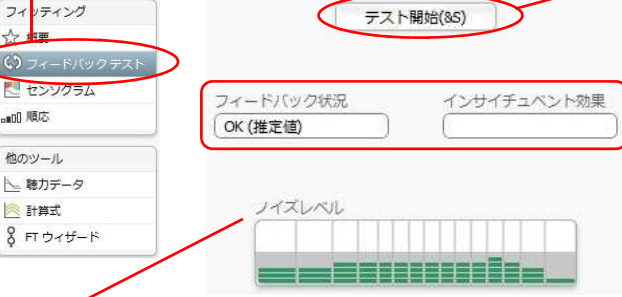 フィッティング
概要
フィードバックテスト
センソグラム
順応
他のツール
聴力データ
計算式
FT ウィザード
テスト開始(&S)
フィードバック状況
インサイチュベント効果
OK (推定値)
ノイズレベル